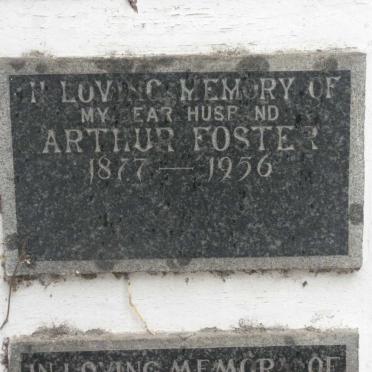 IN LOVING MEMORY OF
MY DEAR HUSBAND
ARTHUR FOSTER
1877 — 1956
IN LOVING MEMORY OF